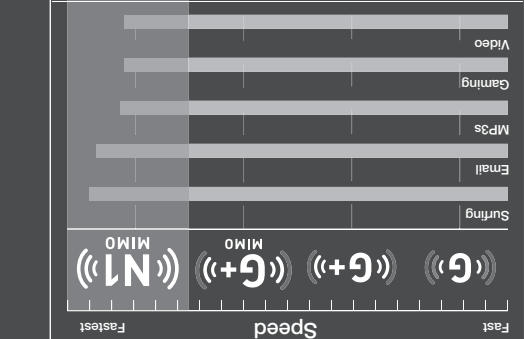 Fast Speed Fastest
G G+ G+ N1
MIMO MIMO
Surfing
Email
MP3s
Gaming
Video